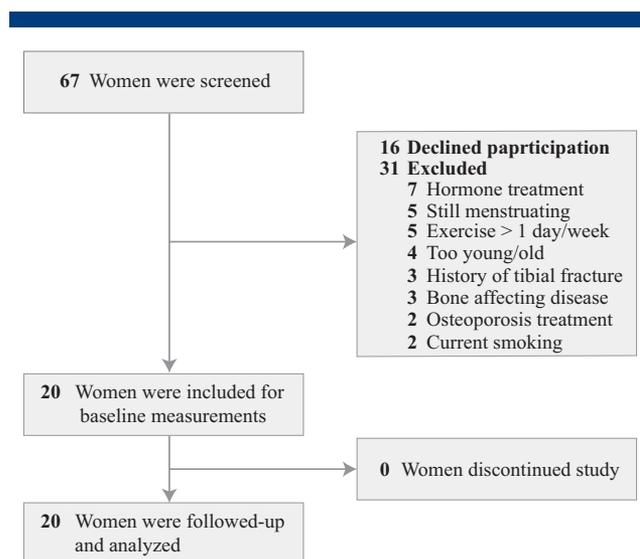 67 Women were screened
16 Declined paprticipation
31 Excluded
7 Hormone treatment
5 Still menstruating
5 Exercise > 1 day/week
4 Too young/old
3 History of tibial fracture
3 Bone affecting disease
2 Osteoporosis treatment
2 Current smoking
20 Women were included for
baseline measurements
0 Women discontinued study
20 Women were followed-up
and analyzed